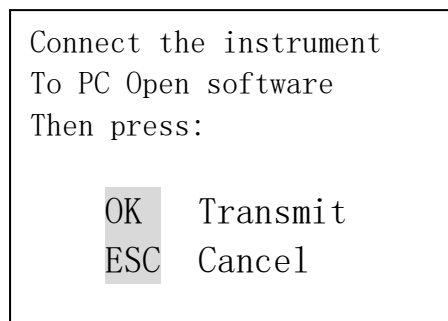 Connect the instrument
To PC Open software
Then press:
OK Transmit
ESC Cancel